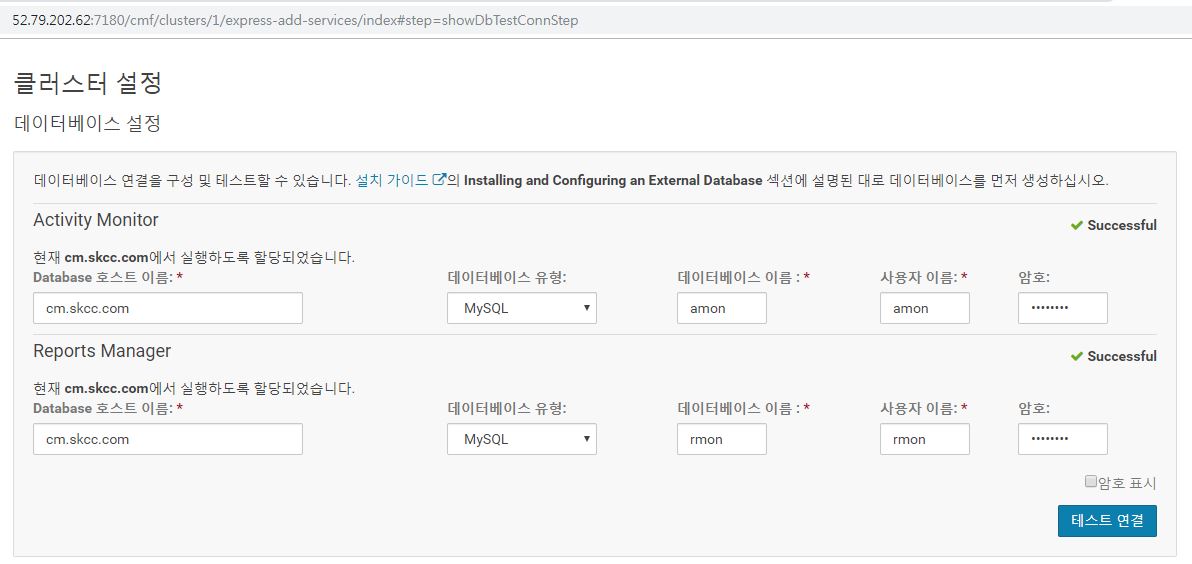 52.79.202.62:7180/cmf/clusters/1/express-add-services/index#step=showDbTestConnStep
클러스터 설정
데이터베이스 설정
데이터베이스 연결을 구성 및 테스트할 수 있습니다. 설치 가이드의 Installing and Configuring an External Database 섹션에 설명된 대로 데이터베이스를 먼저 생성하십시오.
Activity Monitor
Successful
현재 cm.skcc.com에서 실행하도록 할당되었습니다.
Database 호스트 이름: * 데이터베이스 유형: 데이터베이스 이름 : * 사용자 이름: * 암호:
cm.skcc.com MySQL amon amon ••••••••
Reports Manager
Successful
현재 cm.skcc.com에서 실행하도록 할당되었습니다.
Database 호스트 이름: * 데이터베이스 유형: 데이터베이스 이름 : * 사용자 이름: * 암호:
cm.skcc.com MySQL rmon rmon ••••••••
암호 표시
테스트 연결